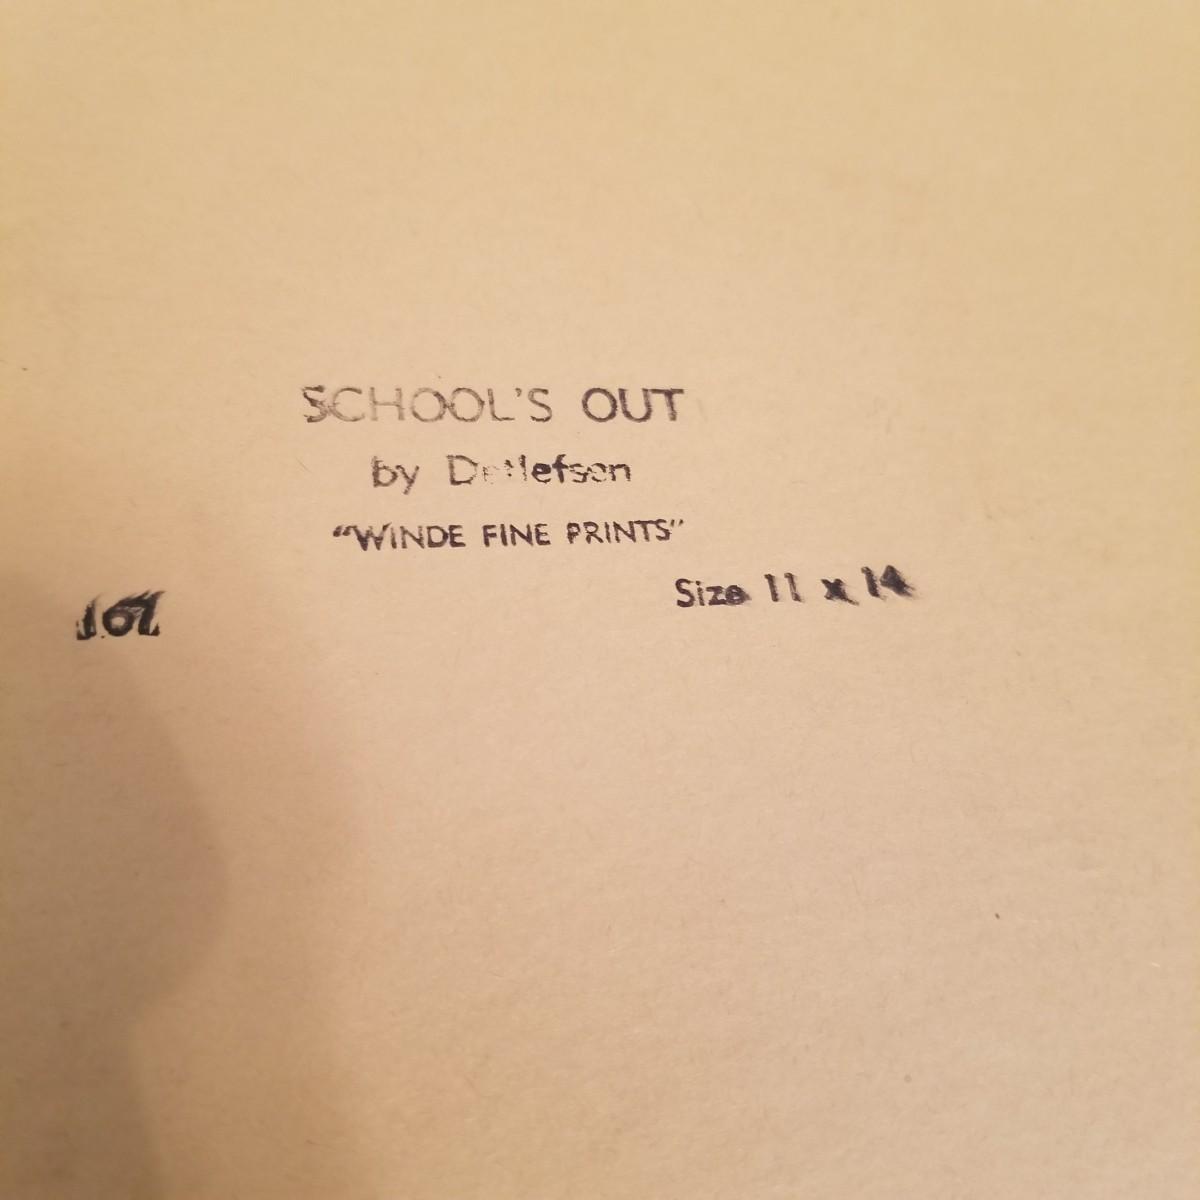 SCHOOL'S OUT
by Detlefsen
"WINDE FINE PRINTS"
Size 11 x 14